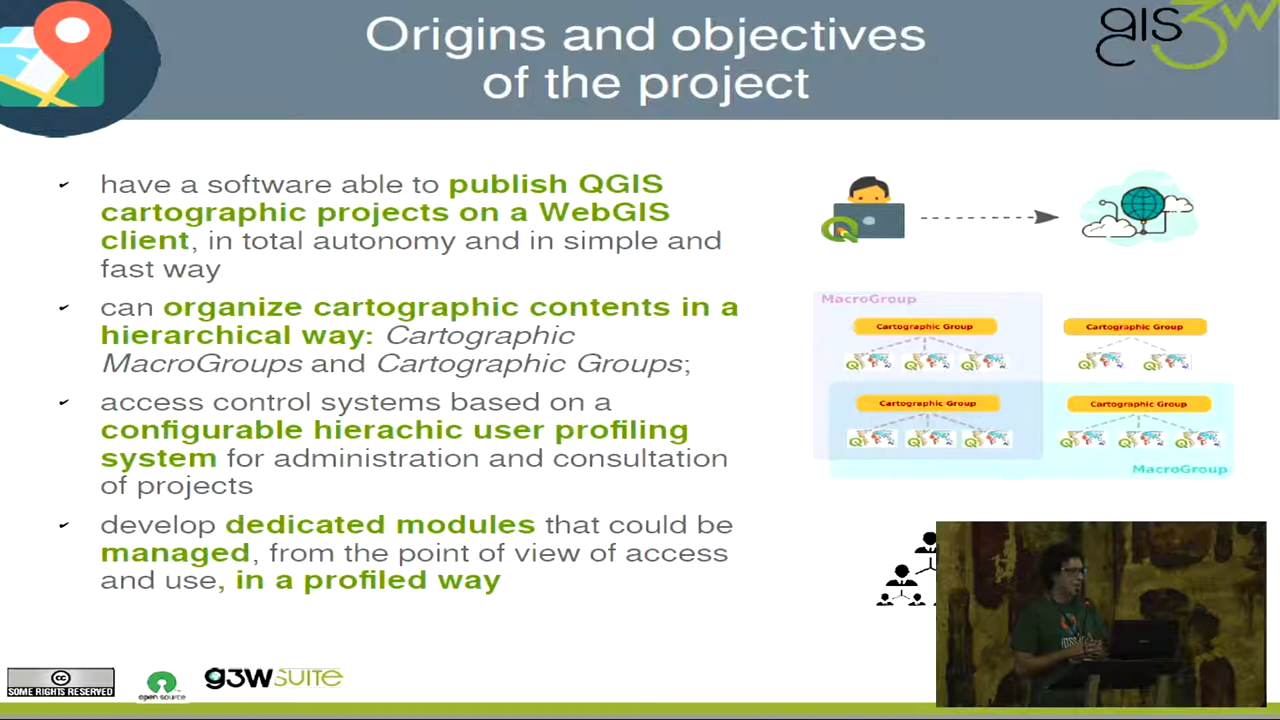 Origins and objectives
of the project
gis3w
have a software able to publish QGIS
cartographic projects on a WebGIS
client, in total autonomy and in simple and
fast way
can organize cartographic contents in a
hierarchical way: Cartographic
MacroGroups and Cartographic Groups;
access control systems based on a
configurable hierachic user profiling
system for administration and consultation
of projects
develop dedicated modules that could be
managed, from the point of view of access
and use, in a profiled way
MacroGroup
Cartographic Group
Cartographic Group
Cartographic Group
Cartographic Group
MacroGroup
cc
SOME RIGHTS RESERVED
open source
g3wSUITE